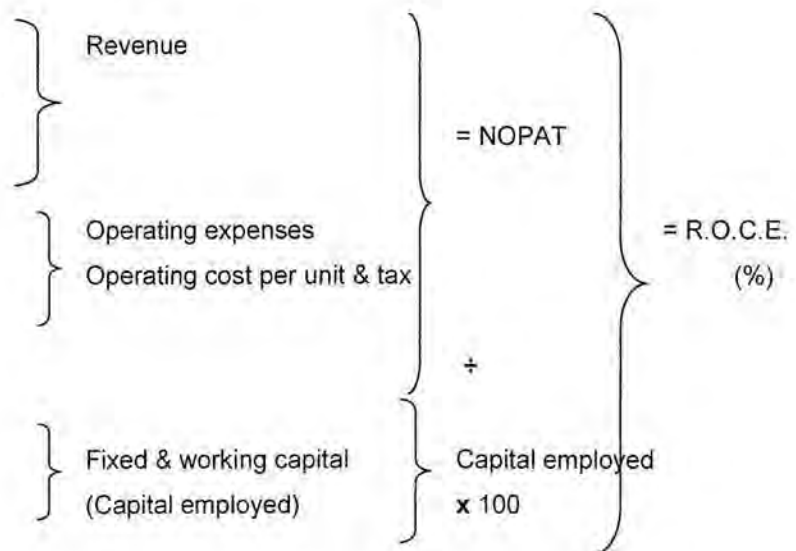 Revenue
= NOPAT
Operating expenses
Operating cost per unit & tax
= R.O.C.E.
(%)
÷
Fixed & working capital
(Capital employed)
Capital employed
x 100